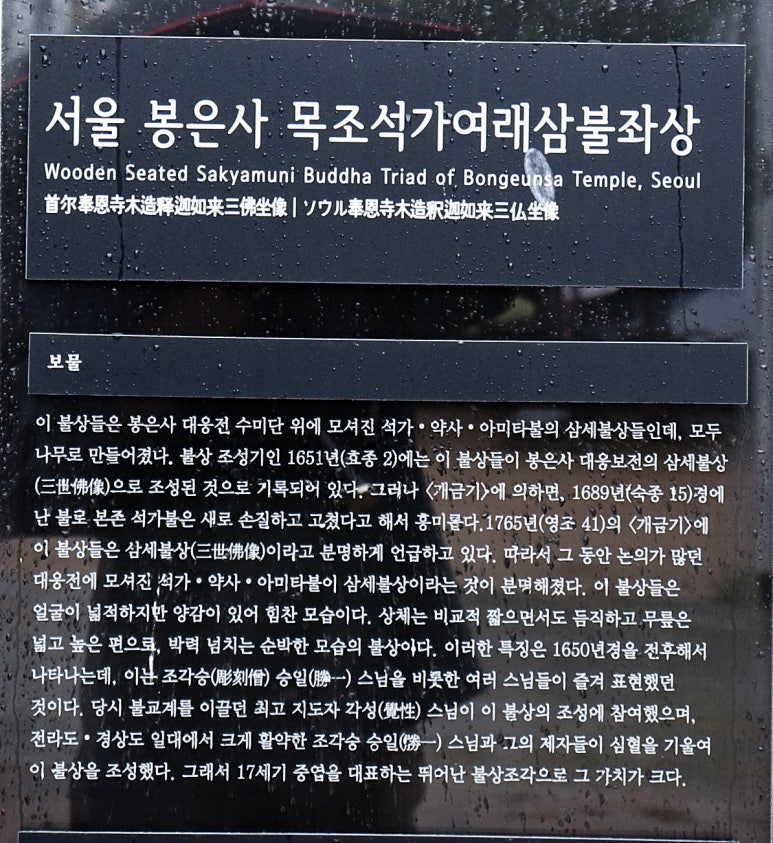 서울 봉은사 목조석가여래삼불좌상
Wooden Seated Sakyamuni Buddha Triad of Bongeunsa Temple, Seoul
首尔奉恩寺木造释迦如来三佛坐像 | ソウル奉恩寺木造釈迦如来三仏坐像
보물
이 불상들은 봉은사 대웅전 수미단 위에 모셔진 석가・약사・아미타불의 삼세불상들인데, 모두
나무로 만들어졌다. 불상 조성기인 1651년(효종 2)에는 이 불상들이 봉은사 대웅보전의 삼세불상
(三世佛像)으로 조성된 것으로 기록되어 있다. 그러나 〈개금기〉에 의하면, 1689년(숙종 15)경에
난 불로 본존 석가불은 새로 손질하고 고쳤다고 해서 흥미롭다.1765년(영조 41)의 〈개금기〉에
이 불상들은 삼세불상(三世佛像)이라고 분명하게 언급하고 있다. 따라서 그 동안 논의가 많던
대웅전에 모셔진 석가・약사・아미타불이 삼세불상이라는 것이 분명해졌다. 이 불상들은
얼굴이 넓적하지만 양감이 있어 힘찬 모습이다. 상체는 비교적 짧으면서도 듬직하고 무릎은
넓고 높은 편으로, 박력 넘치는 순박한 모습의 불상이다. 이러한 특징은 1650년경을 전후해서
나타나는데, 이는 조각승(彫刻僧) 승일(勝一) 스님을 비롯한 여러 스님들이 즐겨 표현했던
것이다. 당시 불교계를 이끌던 최고 지도자 각성(覺性) 스님이 이 불상의 조성에 참여했으며,
전라도・경상도 일대에서 크게 활약한 조각승 승일(勝一) 스님과 그의 제자들이 심혈을 기울여
이 불상을 조성했다. 그래서 17세기 중엽을 대표하는 뛰어난 불상조각으로 그 가치가 크다.